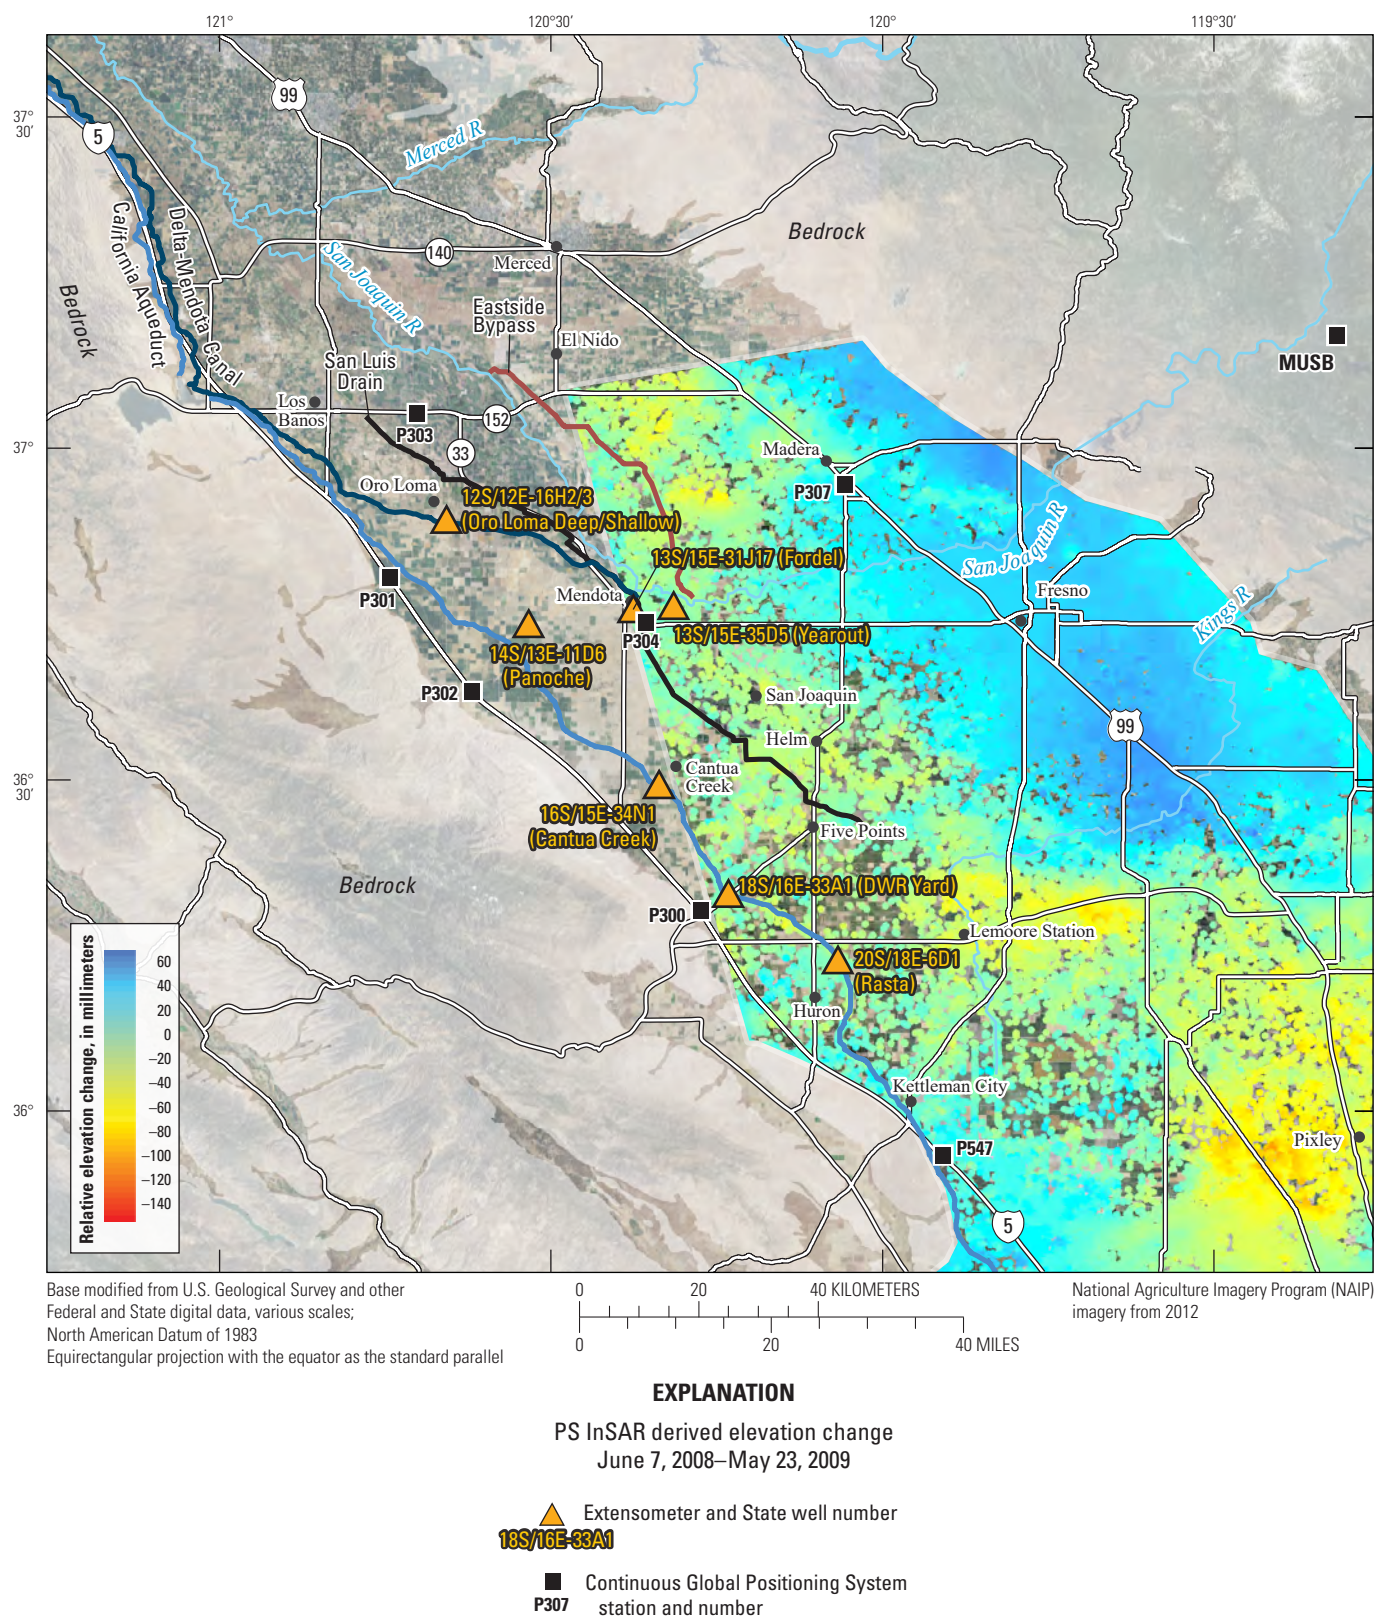 121°
120°30'
120°
119°30'
37°
30'
99
5
Merced R
Delta-Mendota Canal
California Aqueduct
140
Merced
Bedrock
San Joaquin R
Bedrock
Eastside
Bypass
El Nido
MUSB
San Luis
Drain
Los
Banos
P303
152
33
37°
Madera
P307
Oro Loma
12S/12E-16H2/3
(Oro Loma Deep/Shallow)
San Joaquin R
13S/15E-31J17 (Fordel)
P301
Mendota
Fresno
Kings R
P304
13S/15E-35D5 (Yearout)
14S/13E-11D6
(Panoche)
P302
San Joaquin
99
Helm
36°
30'
Cantua
Creek
16S/15E-34N1
(Cantua Creek)
Five Points
Bedrock
18S/16E-33A1 (DWR Yard)
P300
Lemoore Station
20S/18E-6D1
(Rasta)
Huron
Kettleman City
36°
Pixley
P547
5
Relative elevation change, in millimeters
60
40
20
0
–20
–40
–60
–80
–100
–120
–140
Base modified from U.S. Geological Survey and other
Federal and State digital data, various scales;
North American Datum of 1983
Equirectangular projection with the equator as the standard parallel
0 20 40 KILOMETERS
0 20 40 MILES
National Agriculture Imagery Program (NAIP)
imagery from 2012
EXPLANATION
PS InSAR derived elevation change
June 7, 2008–May 23, 2009
Extensometer and State well number
18S/16E-33A1
Continuous Global Positioning System
station and number
P307